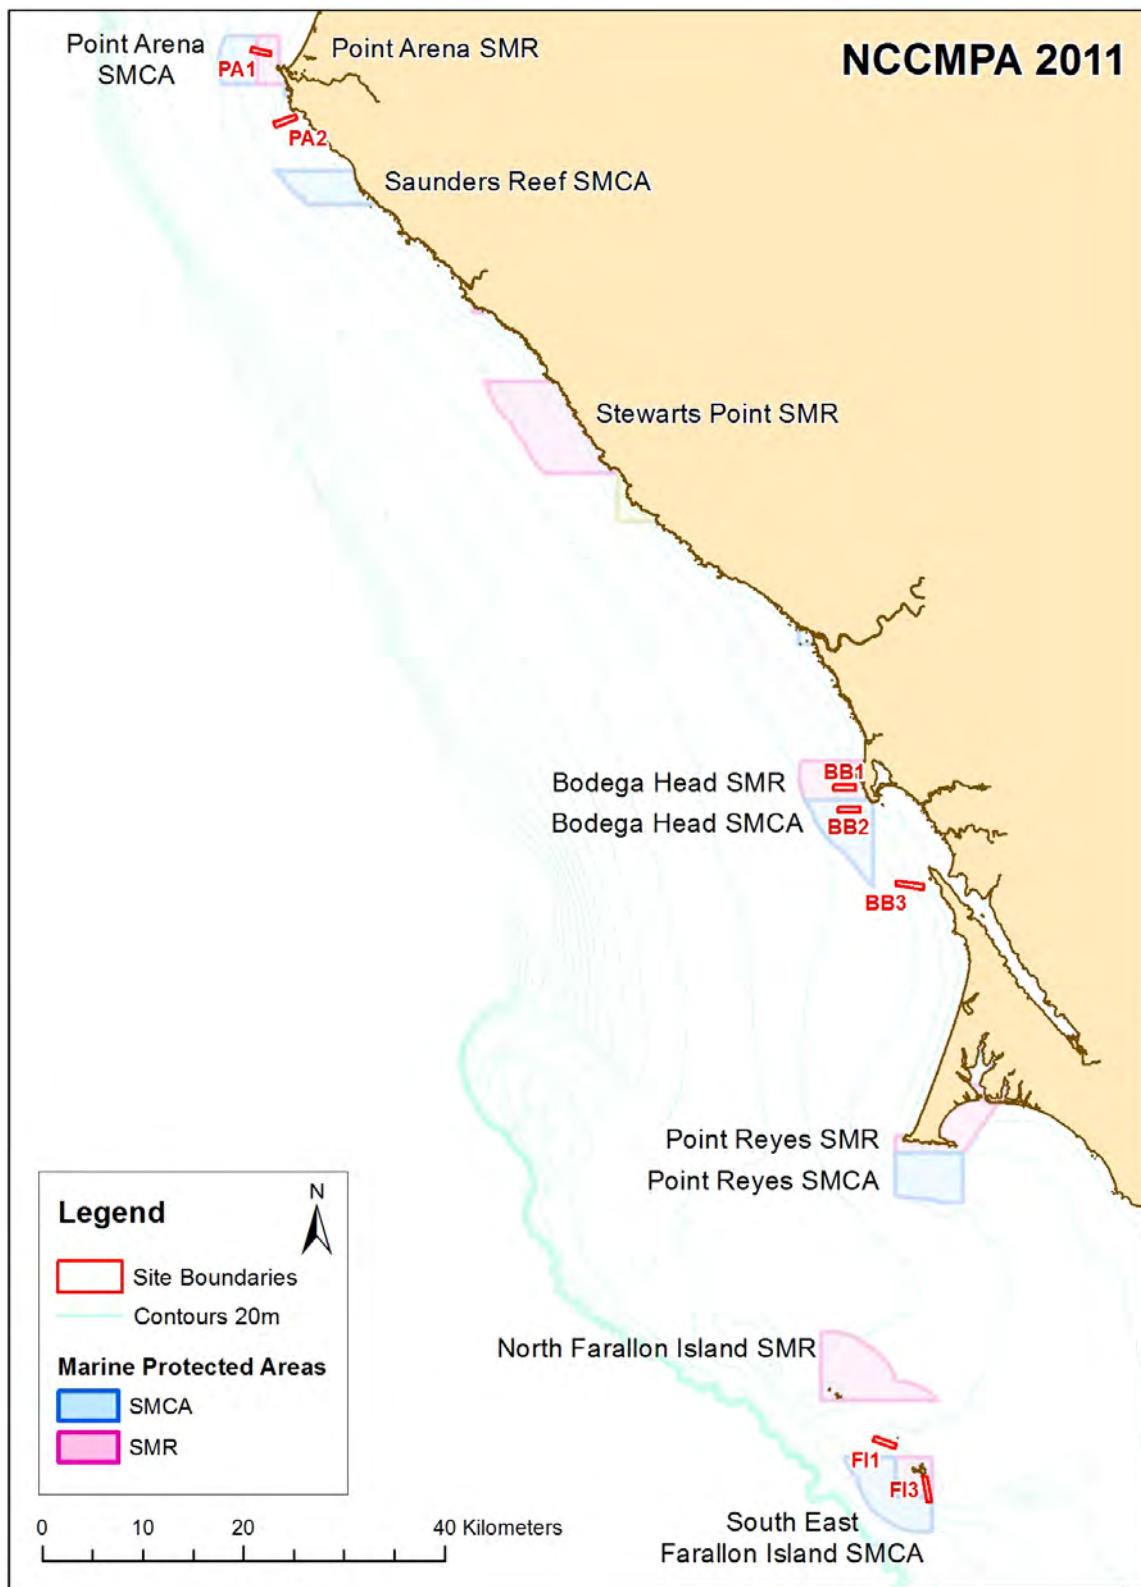 NCCMPA 2011
Point Arena
SMCA
PA1
Point Arena SMR
PA2
Saunders Reef SMCA
Stewarts Point SMR
Bodega Head SMR
BB1
Bodega Head SMCA
BB2
BB3
Point Reyes SMR
Point Reyes SMCA
North Farallon Island SMR
FI1
FI3
South East
Farallon Island SMCA
Legend
N
Site Boundaries
Contours 20m
Marine Protected Areas
SMCA
SMR
0 10 20 40 Kilometers